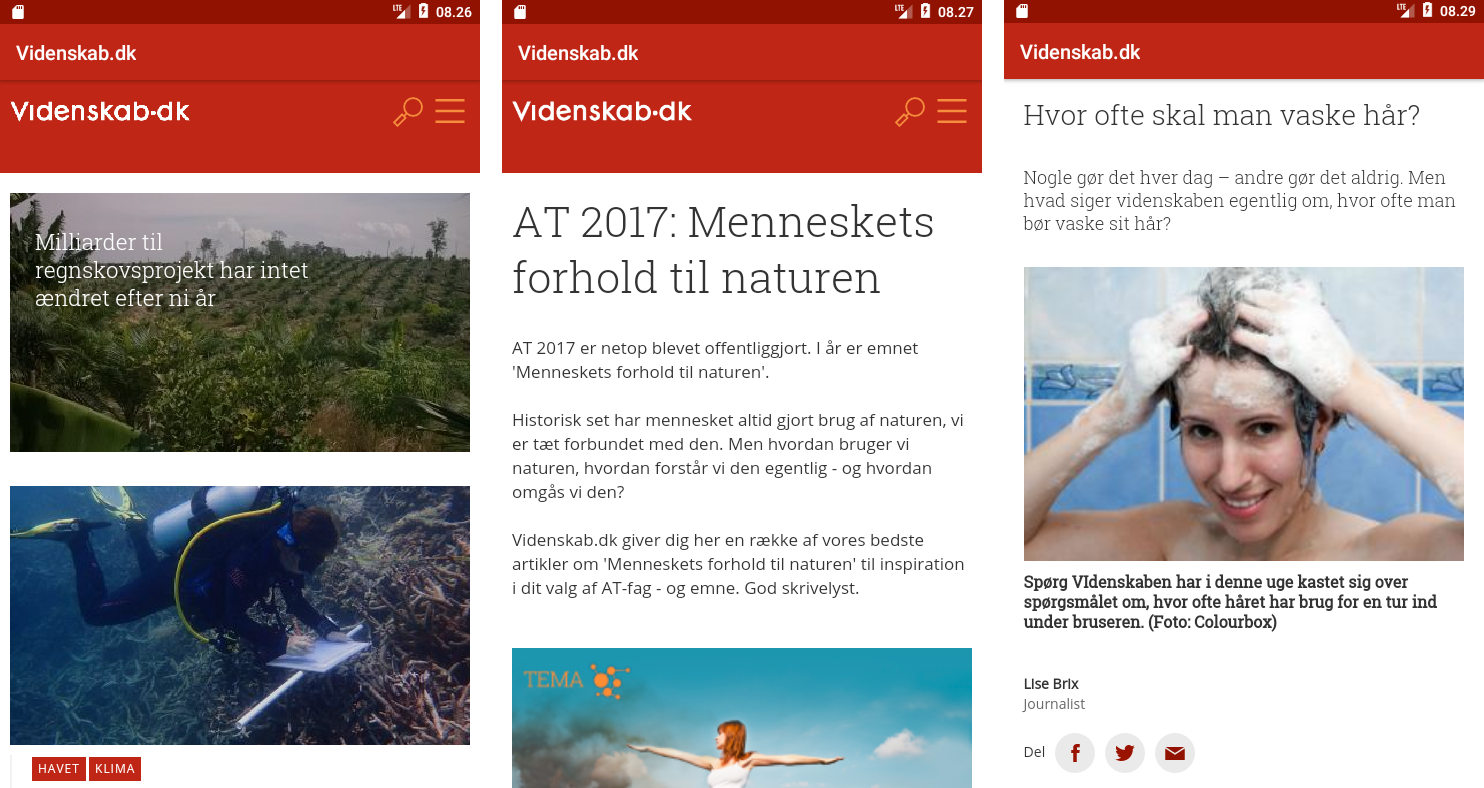 LTE 08.26
Videnskab.dk
Videnskab·dk
Milliarder til
regnskovsprojekt har intet
ændret efter ni år
HAVET KLIMA
LTE 08.27
Videnskab.dk
Videnskab·dk
AT 2017: Menneskets
forhold til naturen
AT 2017 er netop blevet offentliggjort. I år er emnet
'Menneskets forhold til naturen'.
Historisk set har mennesket altid gjort brug af naturen, vi
er tæt forbundet med den. Men hvordan bruger vi
naturen, hvordan forstår vi den egentlig - og hvordan
omgås vi den?
Videnskab.dk giver dig her en række af vores bedste
artikler om 'Menneskets forhold til naturen' til inspiration
i dit valg af AT-fag - og emne. God skrivelyst.
TEMA
LTE 08.29
Videnskab.dk
Hvor ofte skal man vaske hår?
Nogle gør det hver dag – andre gør det aldrig. Men
hvad siger videnskaben egentlig om, hvor ofte man
bør vaske sit hår?
Spørg VIdenskaben har i denne uge kastet sig over
spørgsmålet om, hvor ofte håret har brug for en tur ind
under bruseren. (Foto: Colourbox)
Lise Brix
Journalist
Del